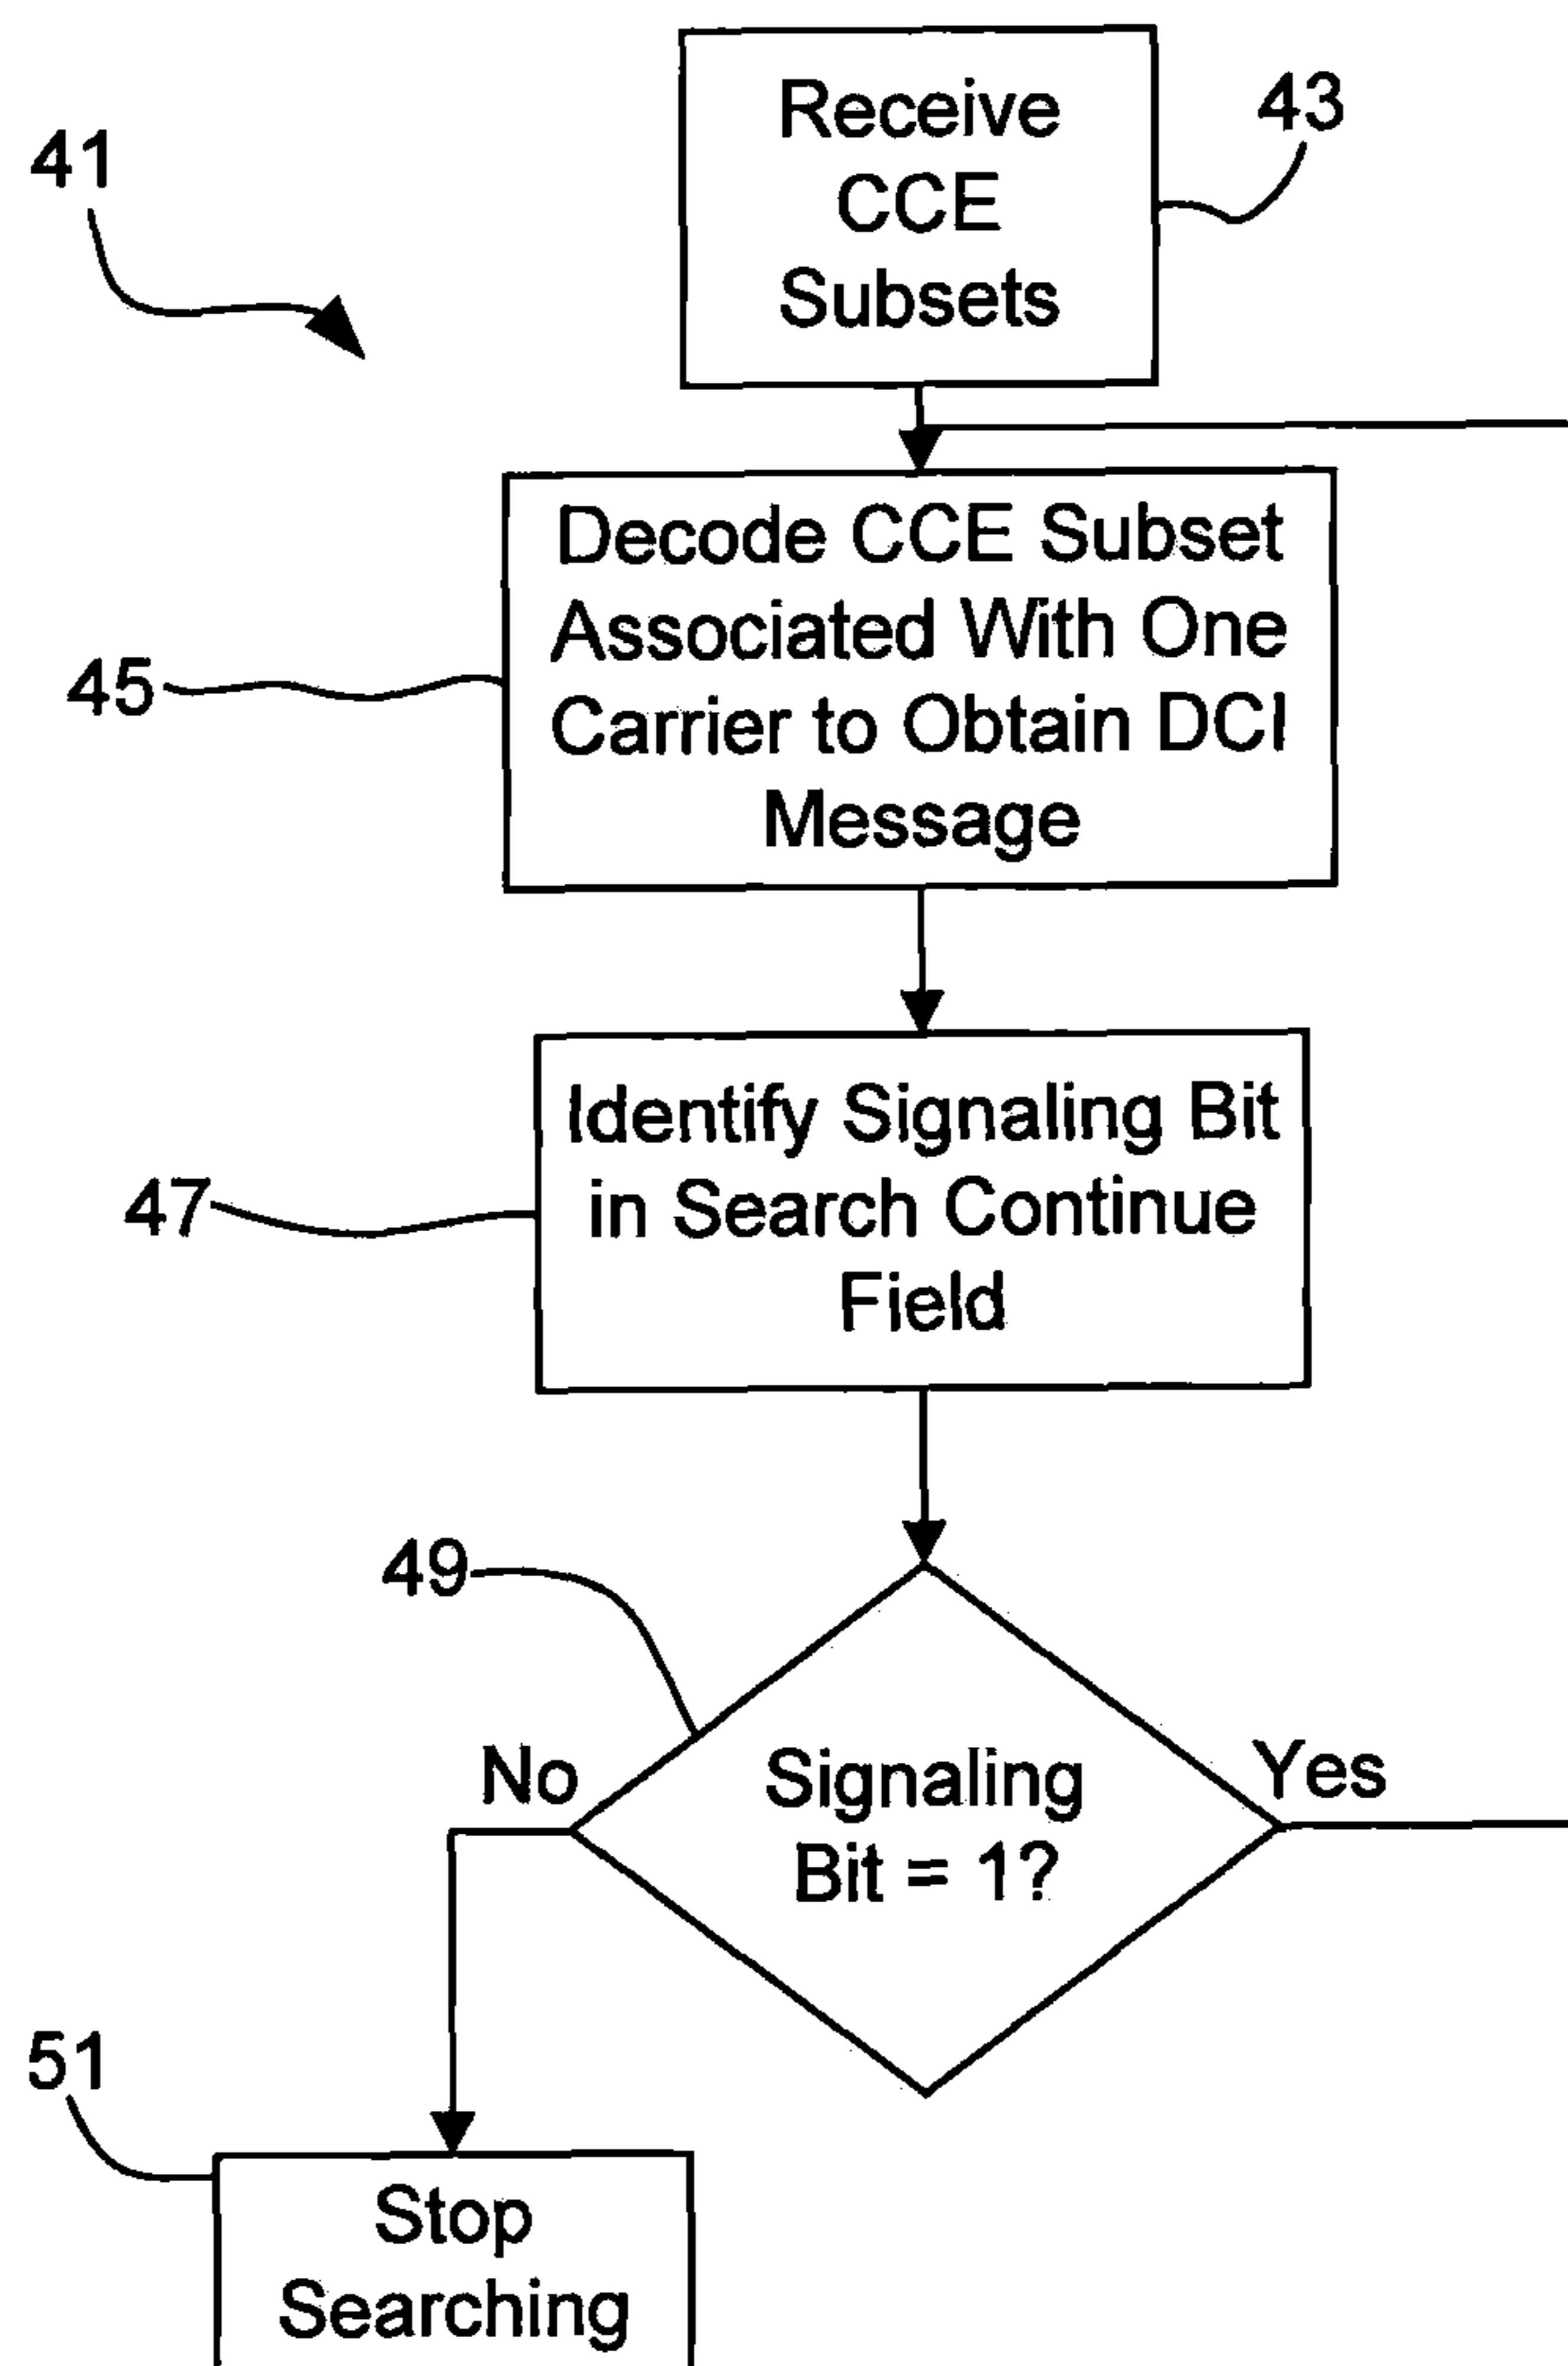 41
Receive
CCE
Subsets
43
Decode CCE Subset
Associated With One
Carrier to Obtain DCI
Message
45
Identify Signaling Bit
in Search Continue
Field
47
49
No
Signaling
Bit = 1?
Yes
51
Stop
Searching